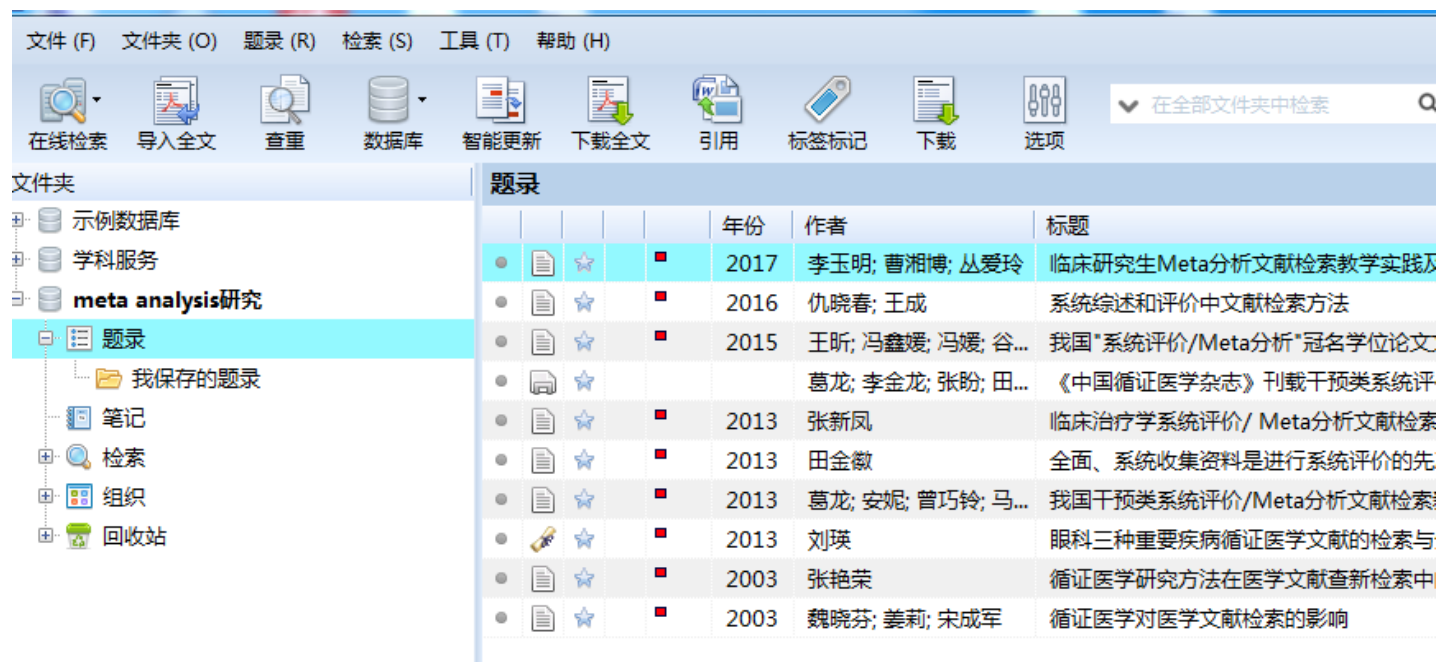 文件 (F) 文件夹 (O) 题录 (R) 检索 (S) 工具 (T) 帮助 (H)
在线检索 导入全文 查重 数据库 智能更新 下载全文 引用 标签标记 下载 选项 在全部文件夹中检索
文件夹
示例数据库
学科服务
meta analysis研究
题录
我保存的题录
笔记
检索
组织
回收站
题录
年份 作者 标题
2017 李玉明; 曹湘博; 丛爱玲 临床研究生Meta分析文献检索教学实践及
2016 仇晓春; 王成 系统综述和评价中文献检索方法
2015 王昕; 冯鑫媛; 冯媛; 谷... 我国"系统评价/Meta分析"冠名学位论文
葛龙; 李金龙; 张盼; 田... 《中国循证医学杂志》刊载干预类系统评
2013 张新凤 临床治疗学系统评价/ Meta分析文献检索
2013 田金徽 全面、系统收集资料是进行系统评价的先
2013 葛龙; 安妮; 曾巧铃; 马... 我国干预类系统评价/Meta分析文献检索
2013 刘瑛 眼科三种重要疾病循证医学文献的检索与
2003 张艳荣 循证医学研究方法在医学文献查新检索中
2003 魏晓芬; 姜莉; 宋成军 循证医学对医学文献检索的影响